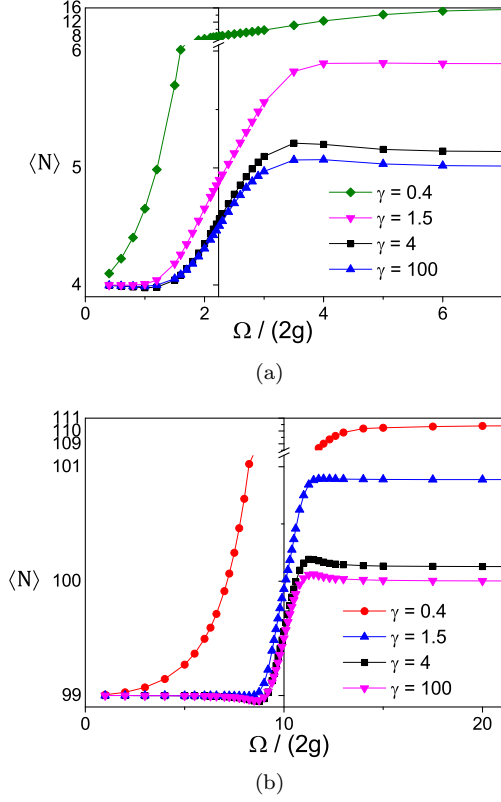 16
12
8
6
5
4
⟨N⟩
γ = 0.4
γ = 1.5
γ = 4
γ = 100
0 2 4 6
Ω / (2g)
(a)
111
110
109
101
100
99
⟨N⟩
γ = 0.4
γ = 1.5
γ = 4
γ = 100
0 10 20
Ω / (2g)
(b)